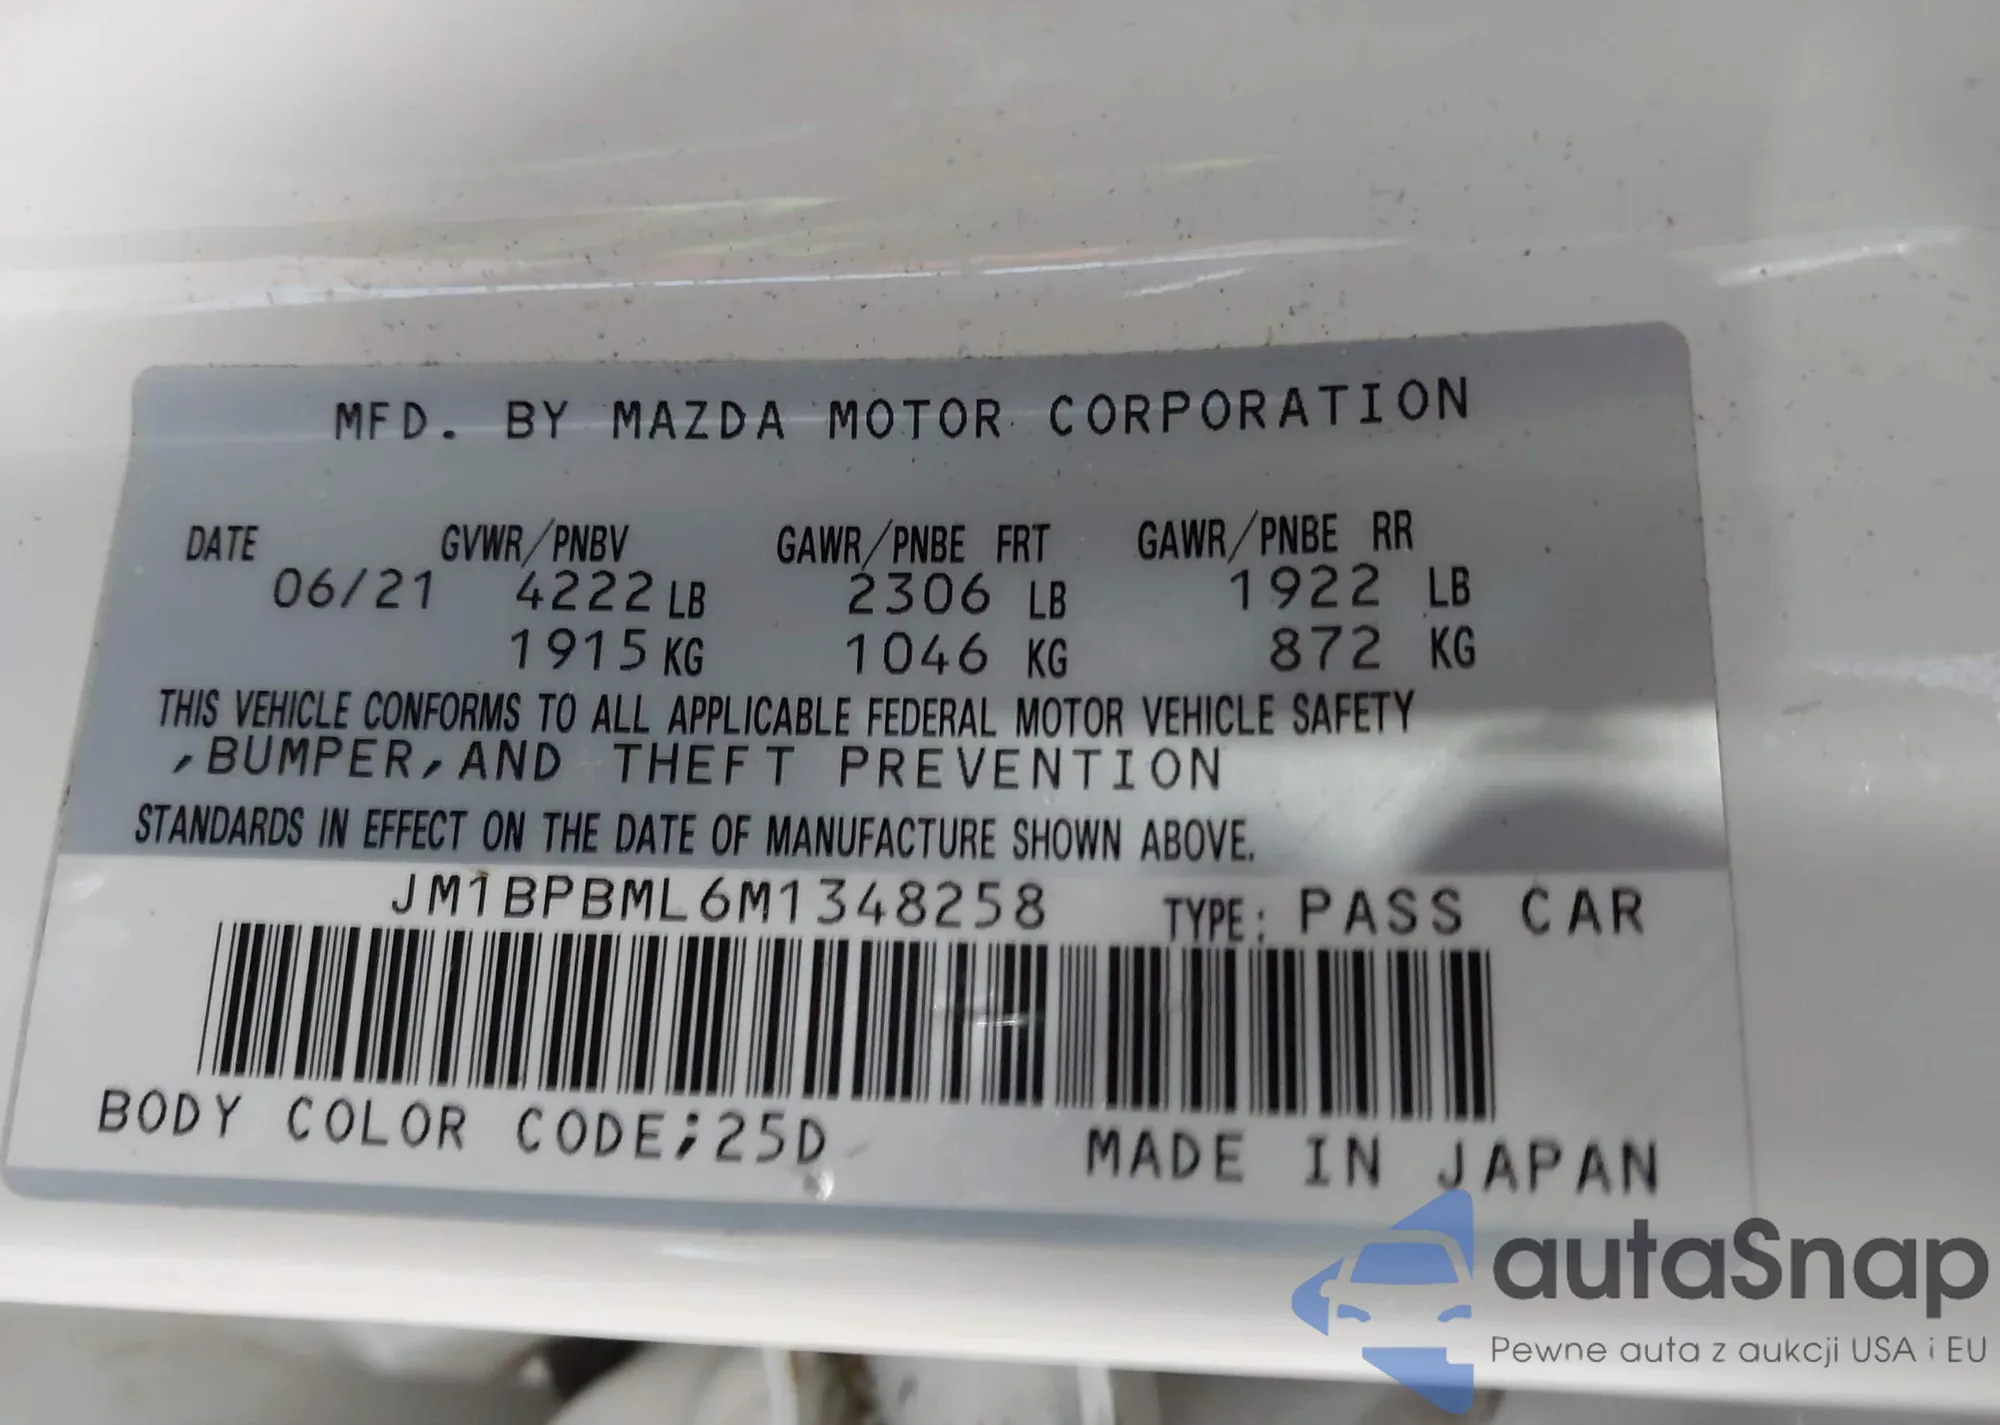 MFD. BY MAZDA MOTOR CORPORATION
DATE GVWR/PNBV GAWR/PNBE FRT GAWR/PNBE RR
06/21 4222 LB 2306 LB 1922 LB
1915 KG 1046 KG 872 KG
THIS VEHICLE CONFORMS TO ALL APPLICABLE FEDERAL MOTOR VEHICLE SAFETY
,BUMPER,AND THEFT PREVENTION
STANDARDS IN EFFECT ON THE DATE OF MANUFACTURE SHOWN ABOVE.
JM1BPBML6M1348258 TYPE: PASS CAR
BODY COLOR CODE;25D MADE IN JAPAN
autaSnap
Pewne auta z aukcji USA i EU